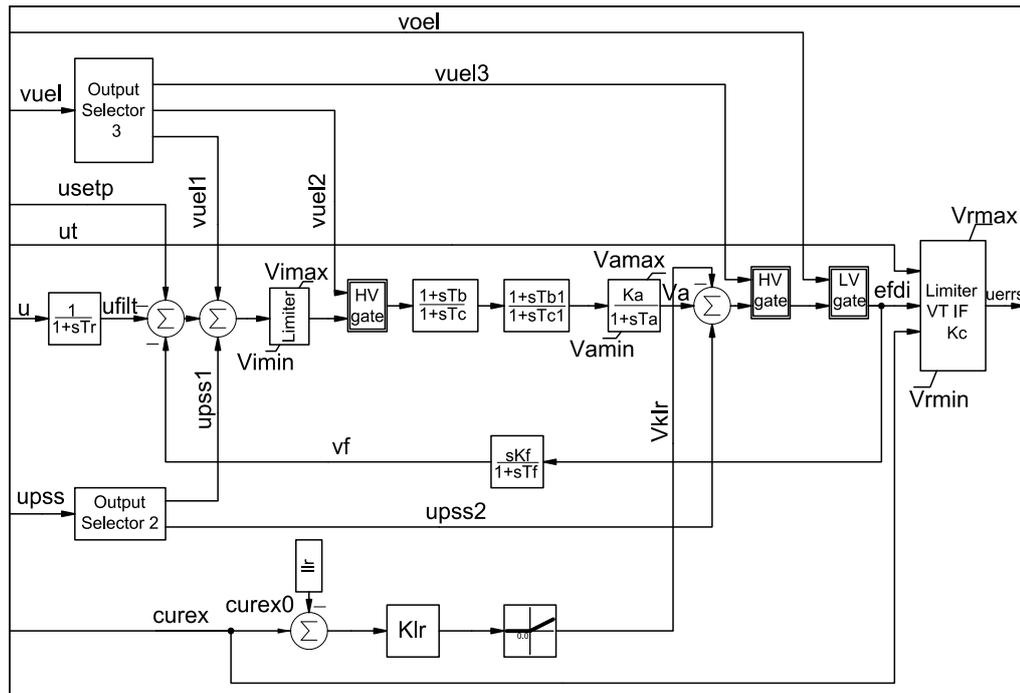 voel
vuel3
vuel
Output
Selector
3
usetp
vuel1
vuel2
ut
Vrmax
Vimax
Vamax
u
1
1+sTr
ufilt
Σ
Σ
Limiter
HV
gate
1+sTb
1+sTc
1+sTb1
1+sTc1
Ka
1+sTa
Va
Σ
HV
gate
LV
gate
efdi
Limiter
VT IF
Kc
uerrs
Vimin
Vamin
Vrmin
upss1
Vklr
vf
sKf
1+sTf
upss
Output
Selector 2
upss2
Ilr
curex
curex0
Σ
Klr
0.0